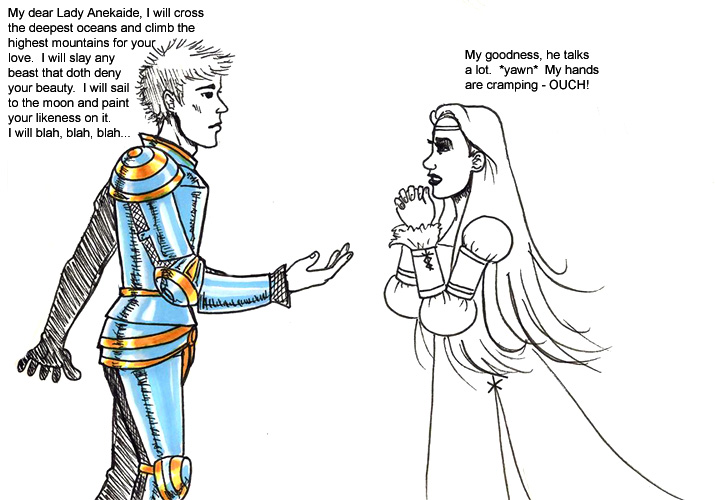 My dear Lady Anekaide, I will cross
the deepest oceans and climb the
highest mountains for your
love.  I will slay any
beast that doth deny
your beauty.  I will sail
to the moon and paint
your likeness on it.
I will blah, blah, blah...
My goodness, he talks
a lot.  *yawn*  My hands
are cramping - OUCH!